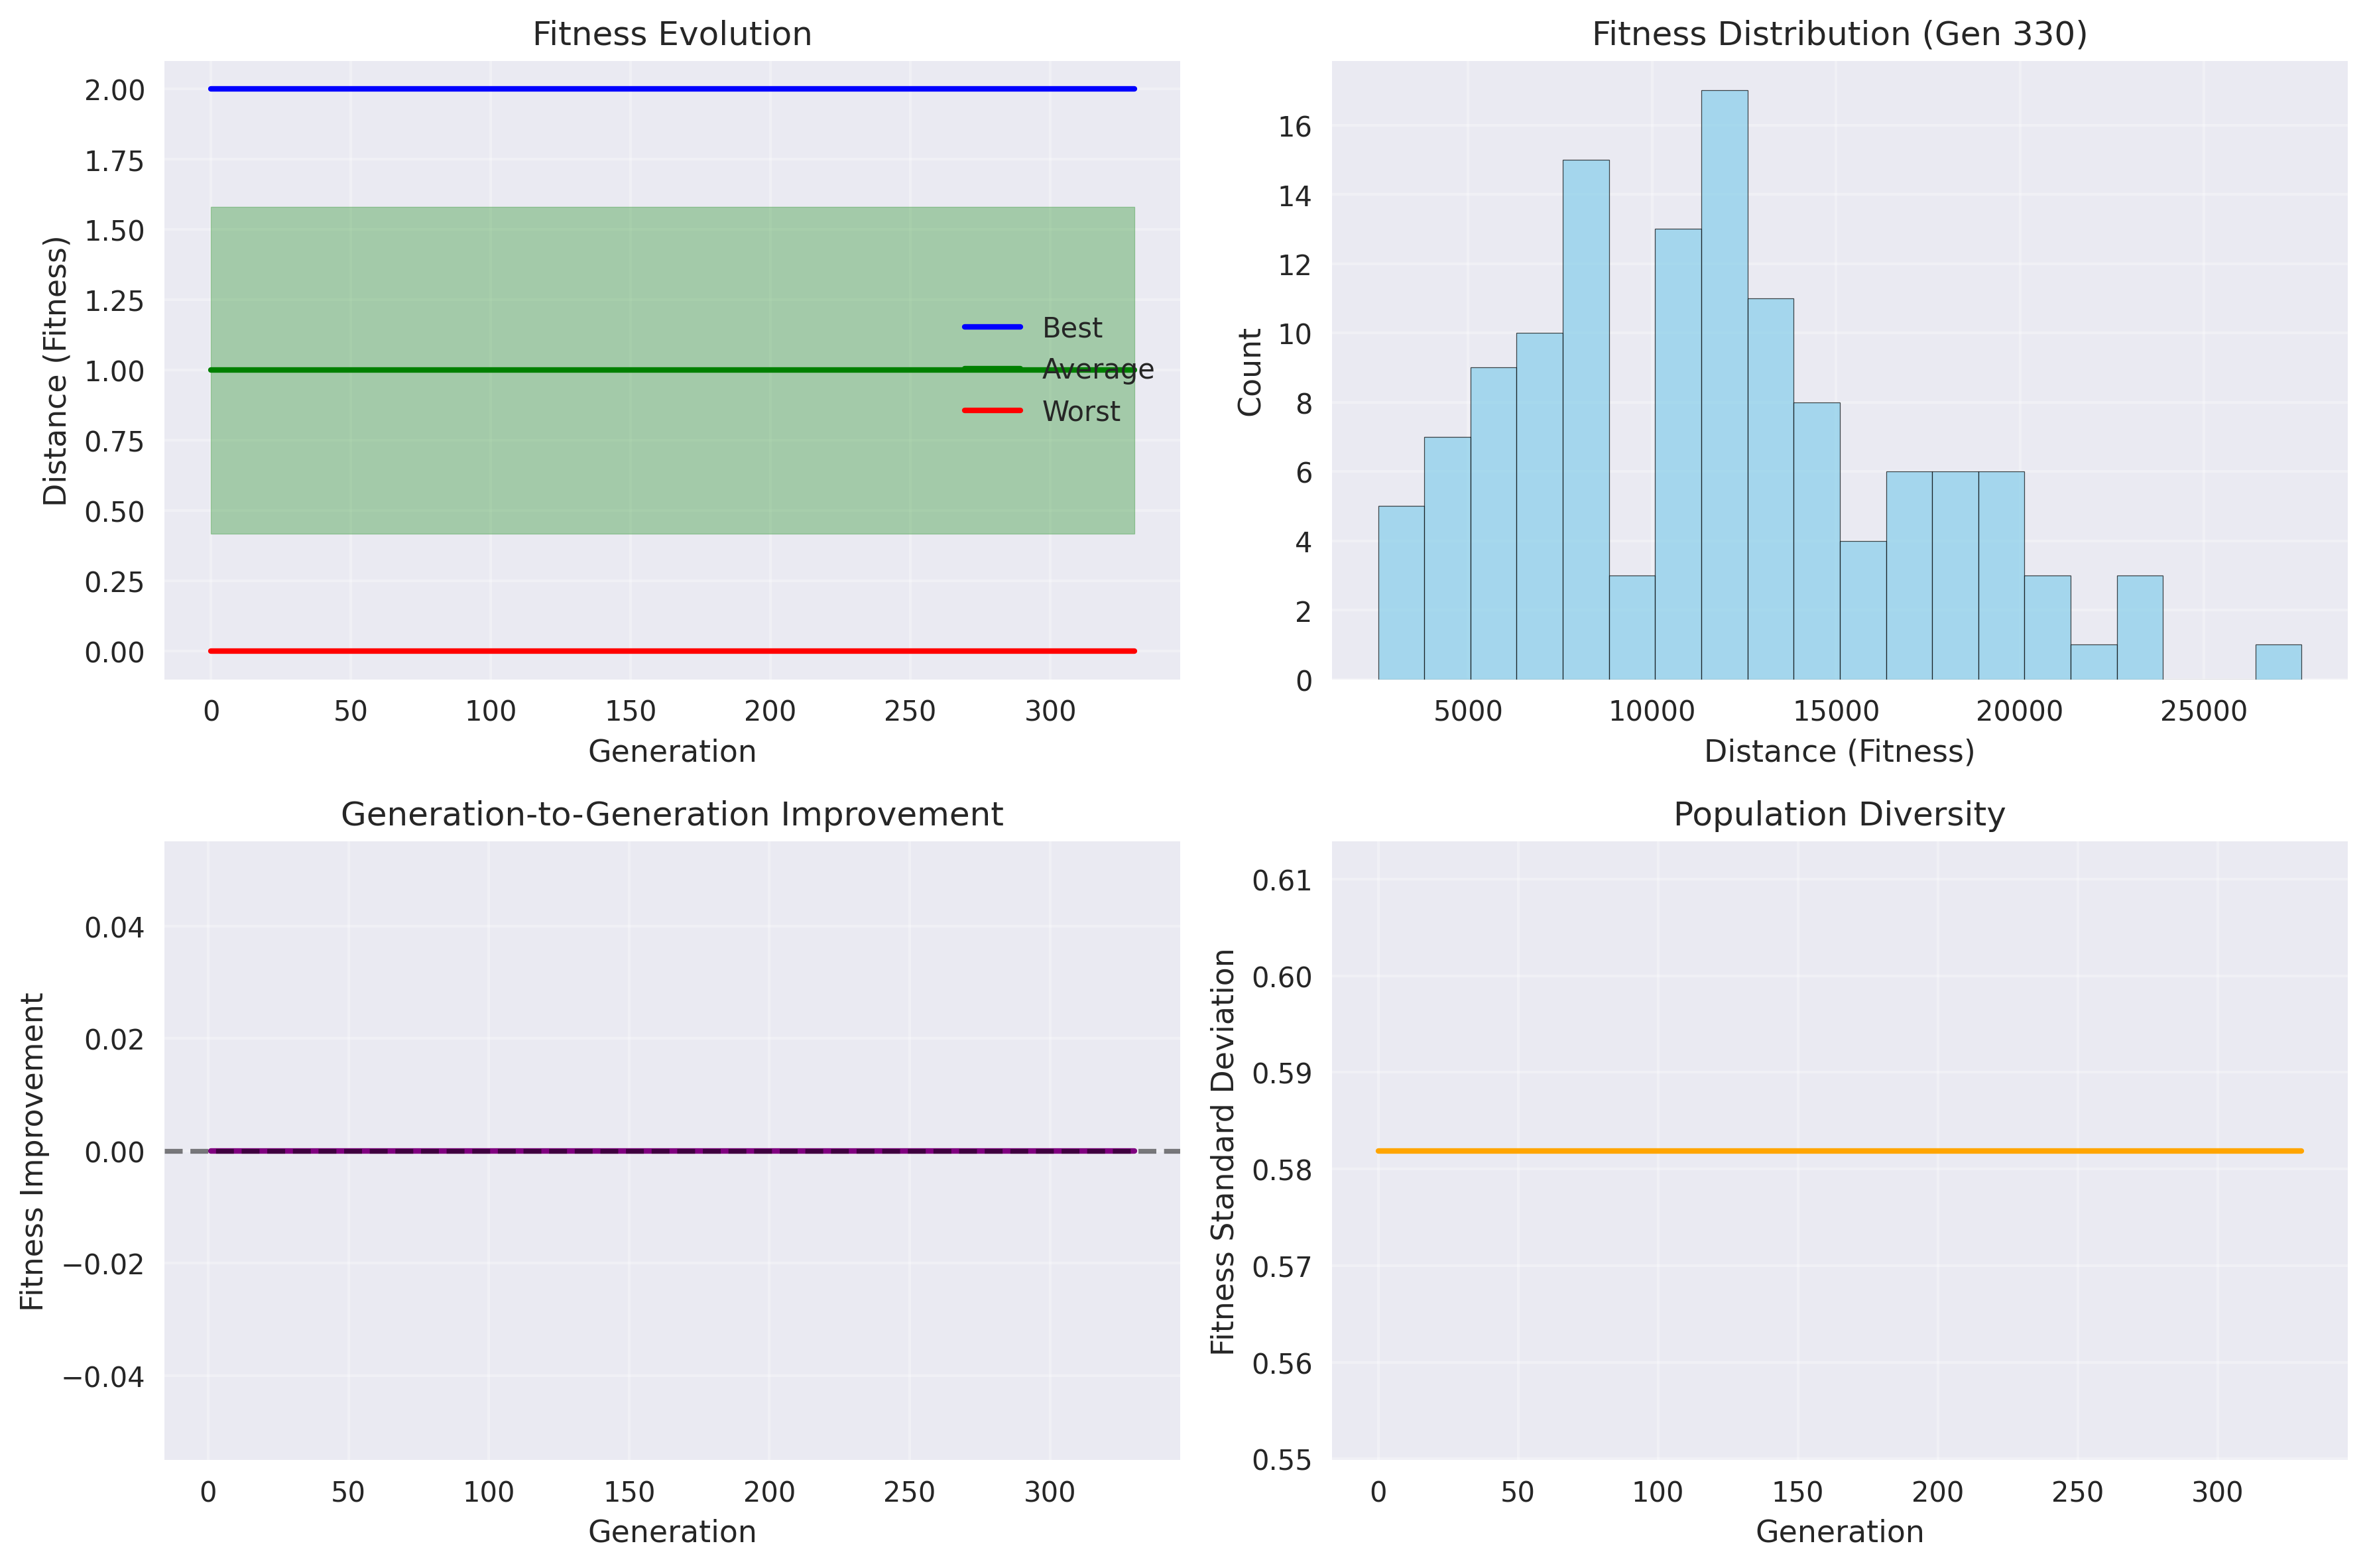 Fitness Evolution
2.00
1.75
1.50
1.25
1.00
0.75
0.50
0.25
0.00
Distance (Fitness)
Best
Average
Worst
0 50 100 150 200 250 300
Generation
Fitness Distribution (Gen 330)
16
14
12
10
8
6
4
2
0
Count
5000 10000 15000 20000 25000
Distance (Fitness)
Generation-to-Generation Improvement
0.04
0.02
0.00
−0.02
−0.04
Fitness Improvement
0 50 100 150 200 250 300
Generation
Population Diversity
0.61
0.60
0.59
0.58
0.57
0.56
0.55
Fitness Standard Deviation
0 50 100 150 200 250 300
Generation